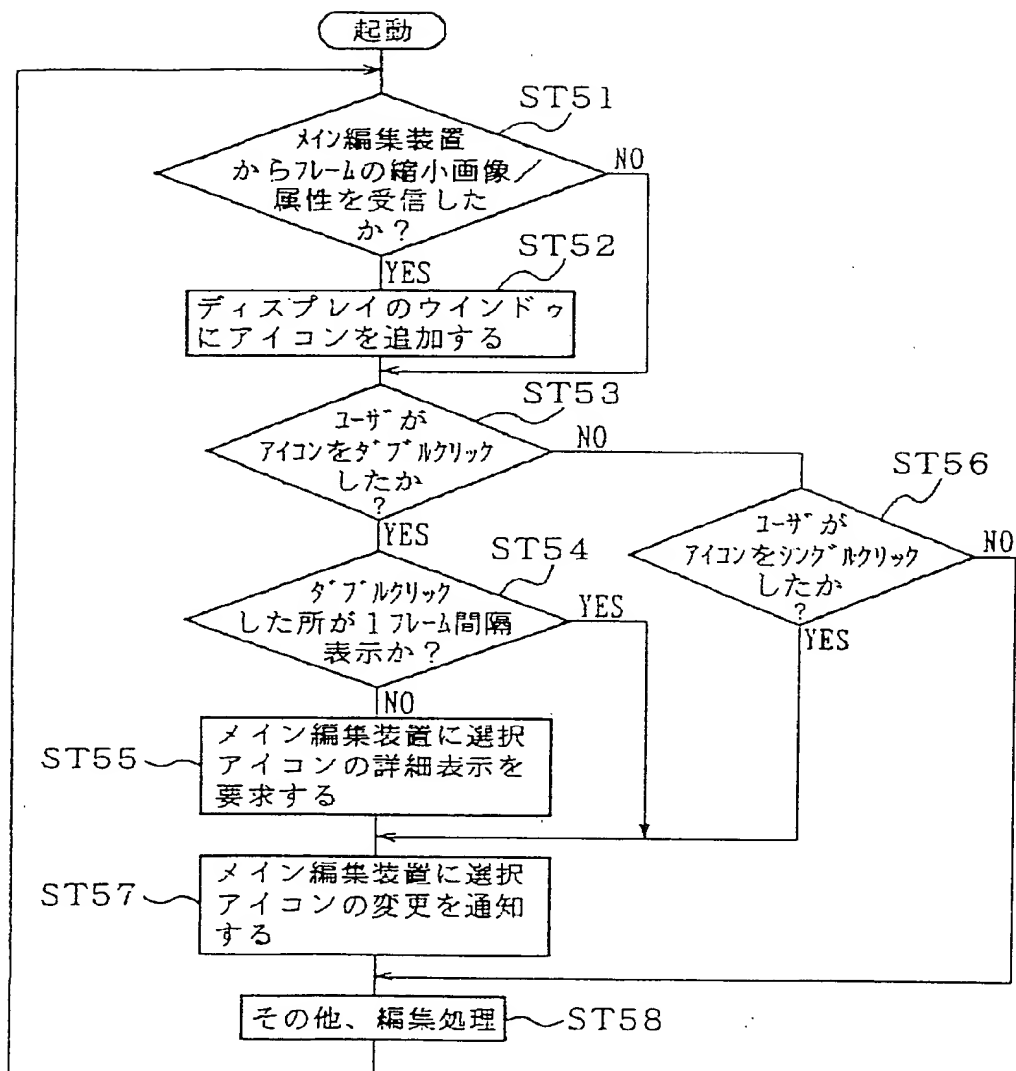 起動
ST51
メイン編集装置
からフレームの縮小画像/
属性を受信した
か?
NO
YES
ST52
ディスプレイのウインドゥ
にアイコンを追加する
ST53
ユーザが
アイコンをダブルクリック
したか
?
NO
YES
ST56
ユーザが
アイコンをシングルクリック
したか
?
NO
YES
ST54
ダブルクリック
した所が1フレーム間隔
表示か?
YES
NO
ST55
メイン編集装置に選択
アイコンの詳細表示を
要求する
ST57
メイン編集装置に選択
アイコンの変更を通知
する
その他、編集処理
ST58